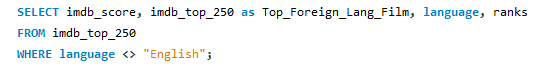 SELECT imdb_score, imdb_top_250 as Top_Foreign_Lang_Film, language, ranks
FROM imdb_top_250
WHERE language <> "English";